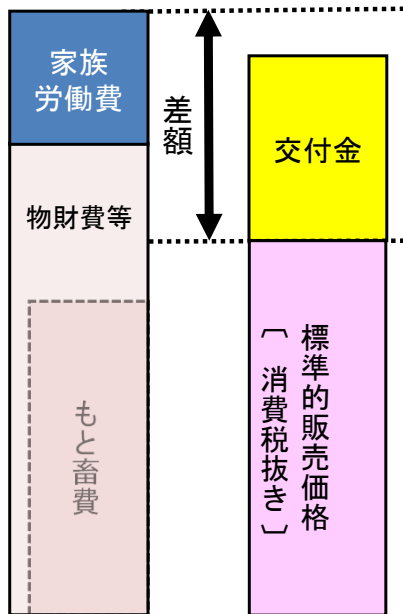 家族
労働費
差額
交付金
物財費等
もと畜費
標準的販売価格
〔消費税抜き〕